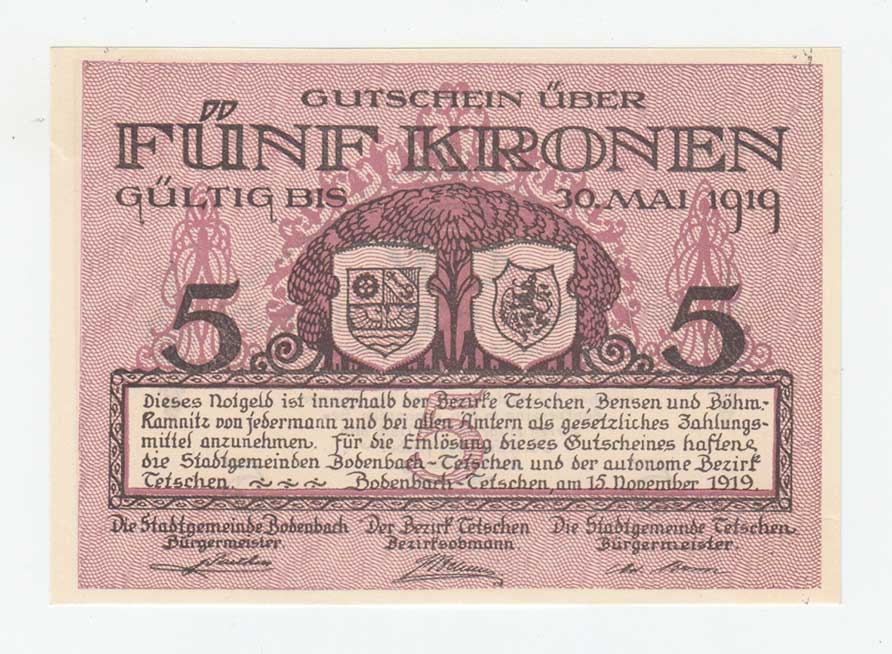 GUTSCHEIN ÜBER
FÜNF KRONEN
GÜLTIG BIS 30. MAI 1919
5 5
Dieses Notgeld ist innerhalb der Bezirke Tetschen, Bensen und Böhm.-
Kamnitz von jedermann und bei allen Ämtern als gesetzliches Zahlungs-
mittel anzunehmen. Für die Einlösung dieses Gutscheines haften
die Stadtgemeinden Bodenbach-Tetschen und der autonome Bezirk
Tetschen. ~ ~ ~ Bodenbach-Tetschen, am 15. November 1919.
5
Die Stadtgemeinde Bodenbach Der Bezirk Tetschen Die Stadtgemeinde Tetschen
Bürgermeister. Bezirksobmann. Bürgermeister.